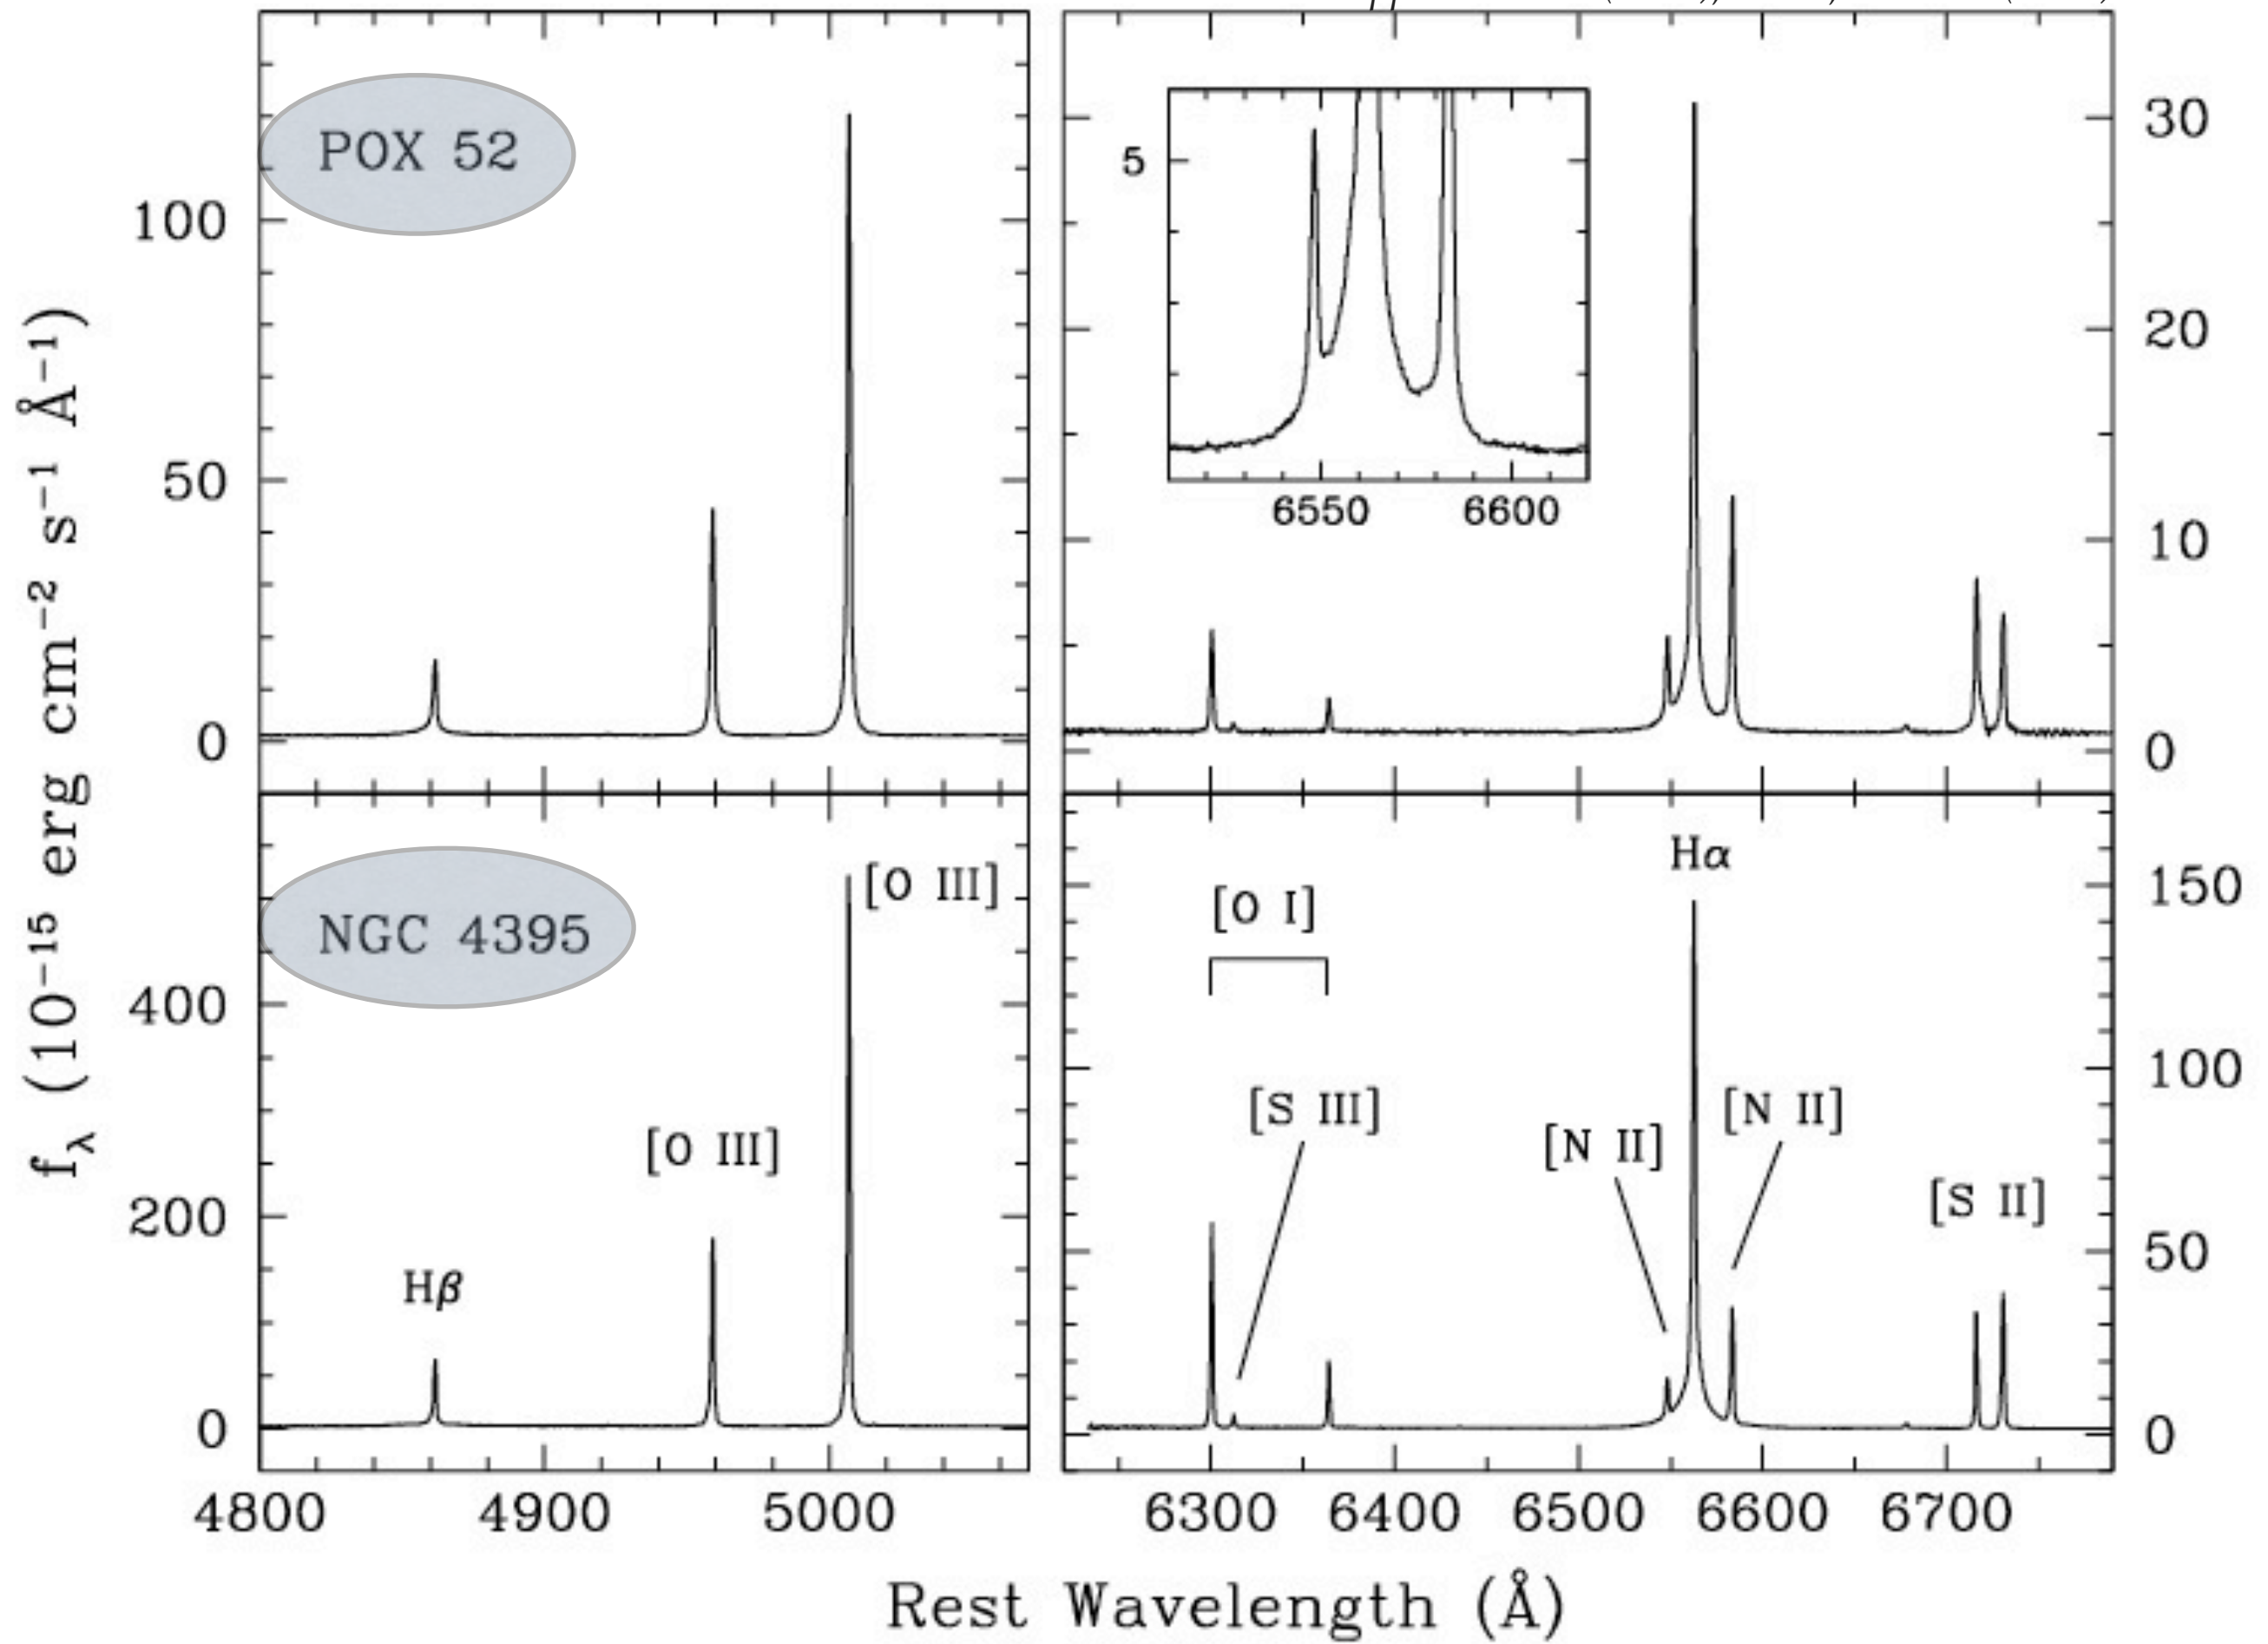 POX 52
100
50
0
5
6550 6600
30
20
10
0
NGC 4395
[O III]
[O III]
Hβ
400
200
0
Hα
[O I]
[S III]
[N II]
[N II]
[S II]
150
100
50
0
4800 4900 5000 6300 6400 6500 6600 6700
Rest Wavelength (Å)
f_λ (10⁻¹⁵ erg cm⁻² s⁻¹ Å⁻¹)